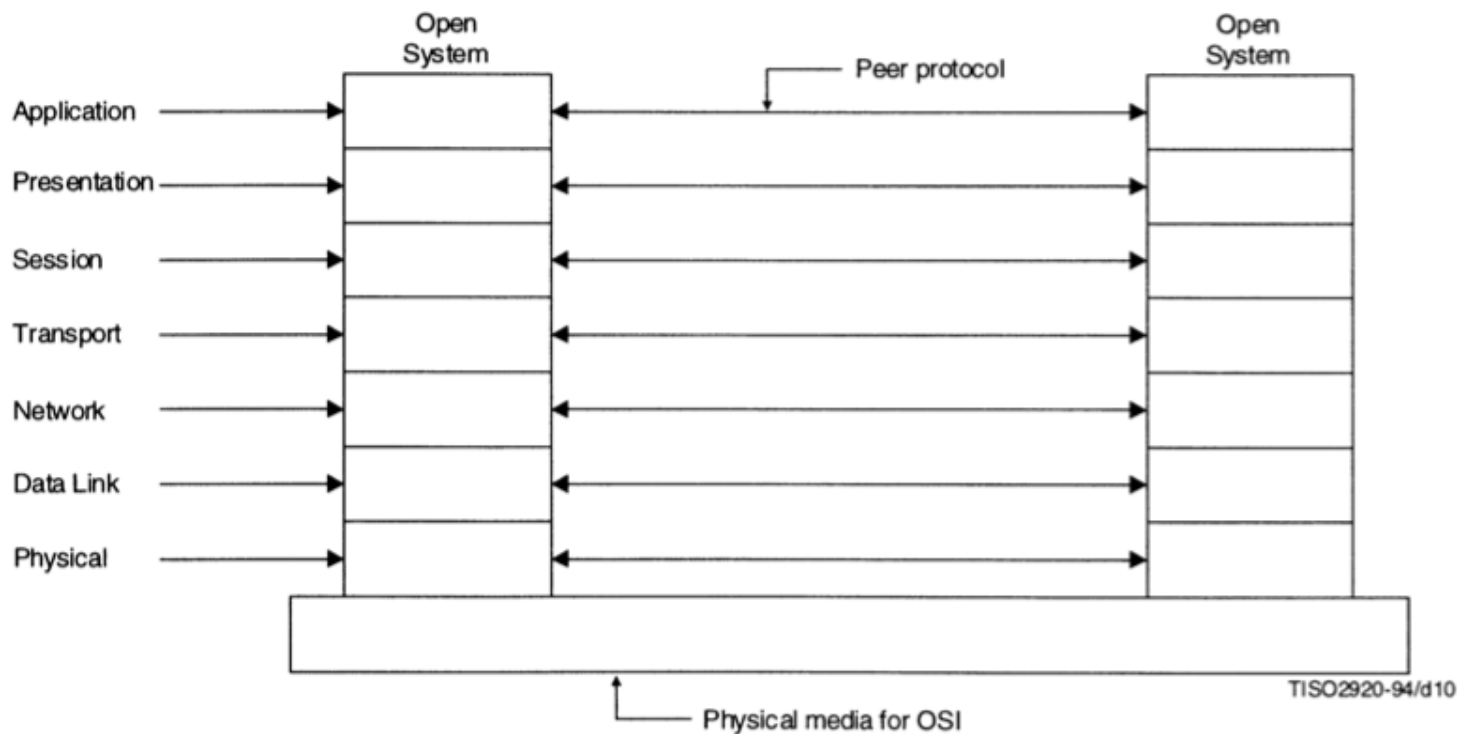 Open
System
Open
System
Peer protocol
Application
Presentation
Session
Transport
Network
Data Link
Physical
TISO2920-94/d10
Physical media for OSI